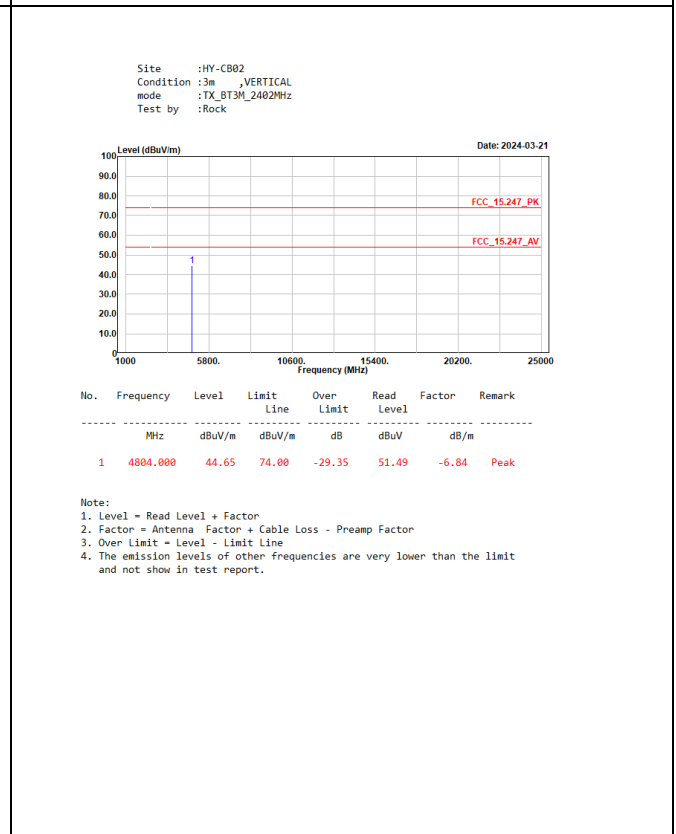 Site :HY-CB02
Condition :3m ,VERTICAL
mode :TX_BT3M_2402MHz
Test by :Rock
Level (dBuV/m) Date: 2024-03-21
100
90.0
80.0
FCC_15.247_PK
70.0
60.0
FCC_15.247_AV
50.0
1
40.0
30.0
20.0
10.0
0
1000 5800. 10600. 15400. 20200. 25000
Frequency (MHz)
No. Frequency Level Limit Over Read Factor Remark
Line Limit Level
------ ----------- ------- --------- --------- --------- -------- ---------
MHz dBuV/m dBuV/m dB dBuV dB/m
1 4804.000 44.65 74.00 -29.35 51.49 -6.84 Peak
Note:
1. Level = Read Level + Factor
2. Factor = Antenna Factor + Cable Loss - Preamp Factor
3. Over Limit = Level - Limit Line
4. The emission levels of other frequencies are very lower than the limit
and not show in test report.